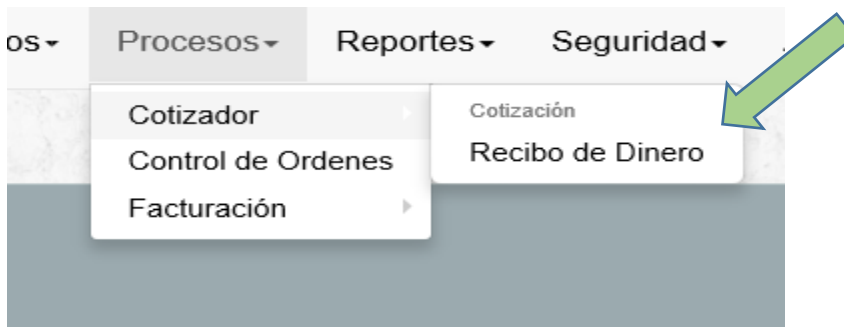 os
Procesos
Reportes
Seguridad
Cotizador
Cotización
Control de Ordenes
Recibo de Dinero
Facturación